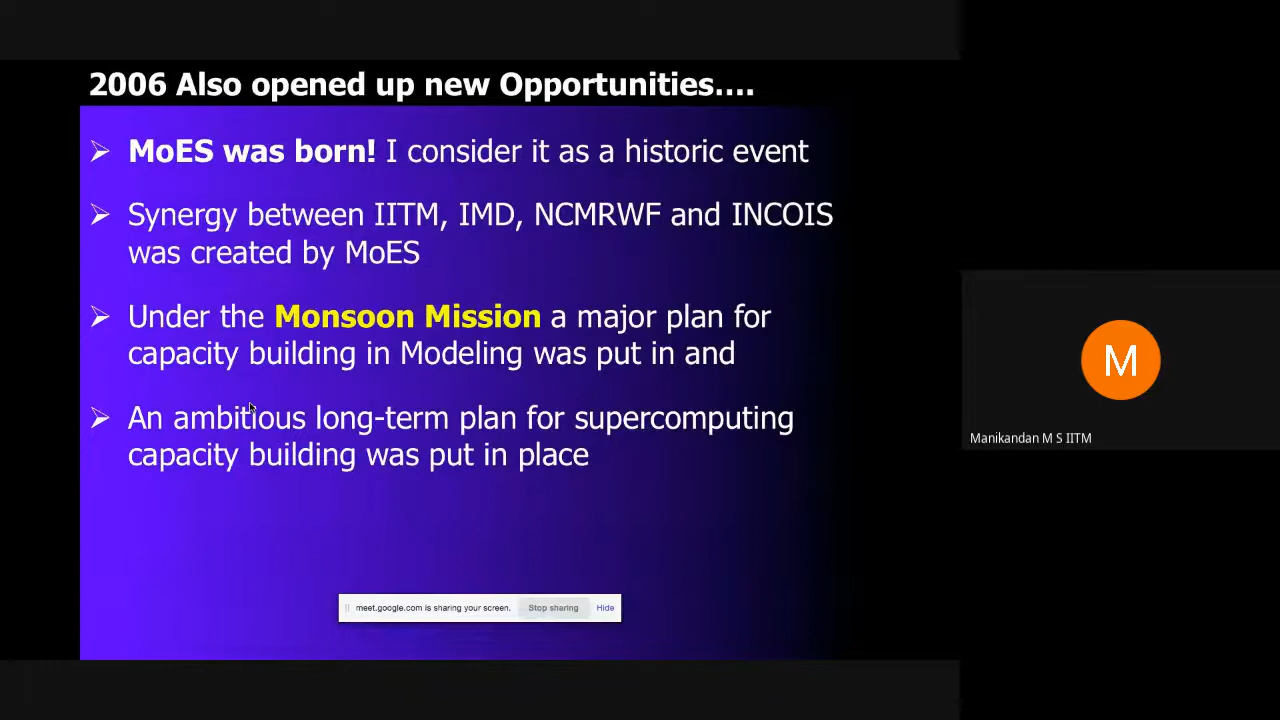 2006 Also opened up new Opportunities....
➢ MoES was born! I consider it as a historic event
➢ Synergy between IITM, IMD, NCMRWF and INCOIS
was created by MoES
➢ Under the Monsoon Mission a major plan for
capacity building in Modeling was put in and
➢ An ambitious long-term plan for supercomputing
capacity building was put in place
meet.google.com is sharing your screen. Stop sharing Hide
M
Manikandan M S IITM